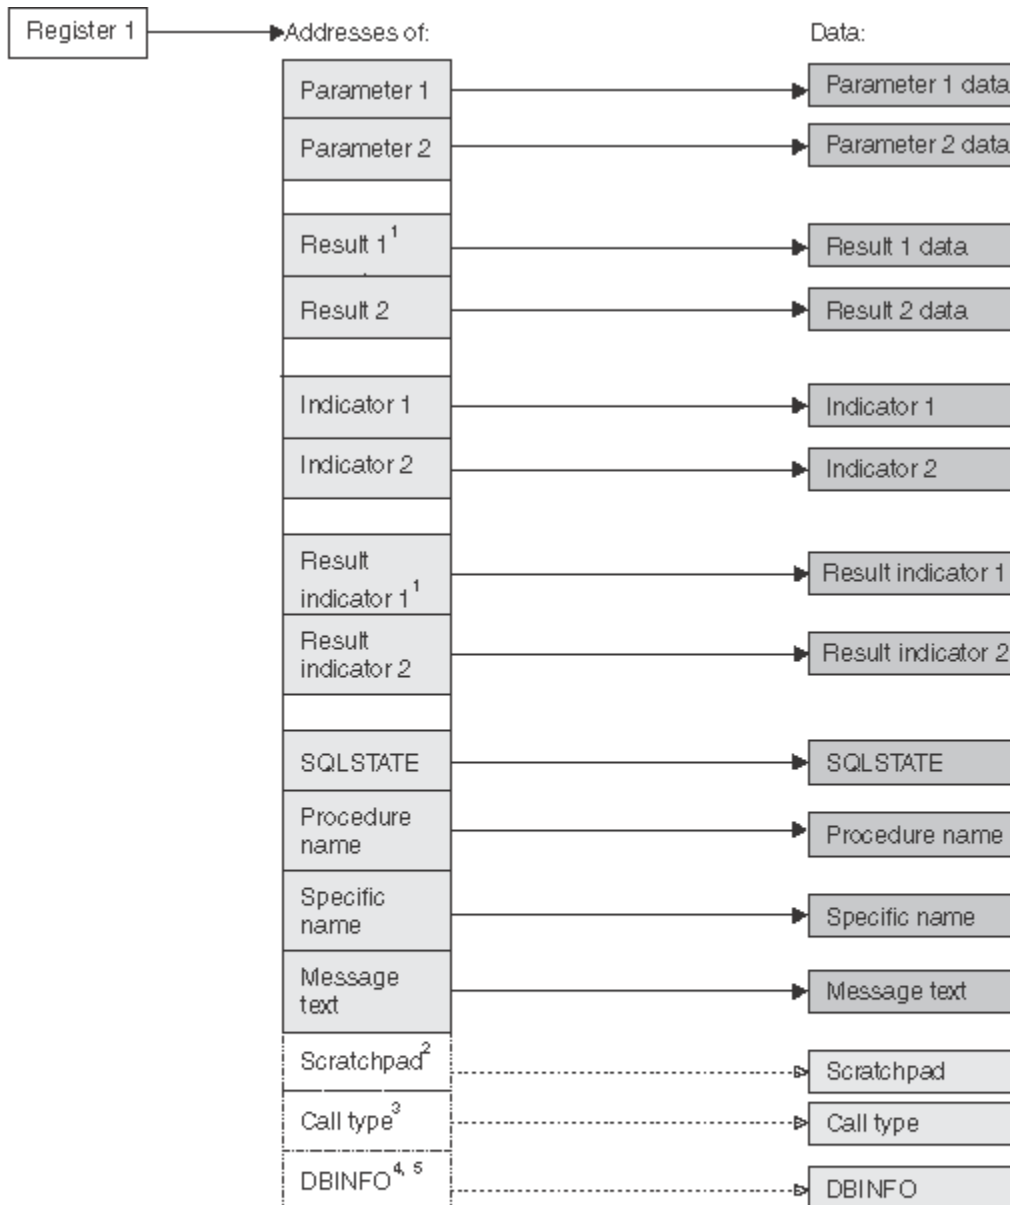 Register 1
Addresses of:
Data:
Parameter 1
Parameter 1 data
Parameter 2
Parameter 2 data
Result 1¹
Result 1 data
Result 2
Result 2 data
Indicator 1
Indicator 1
Indicator 2
Indicator 2
Result
indicator 1¹
Result indicator 1
Result
indicator 2
Result indicator 2
SQLSTATE
SQLSTATE
Procedure
name
Procedure name
Specific
name
Specific name
Message
text
Message text
Scratchpad²
Scratchpad
Call type³
Call type
DBINFO⁴, ⁵
DBINFO